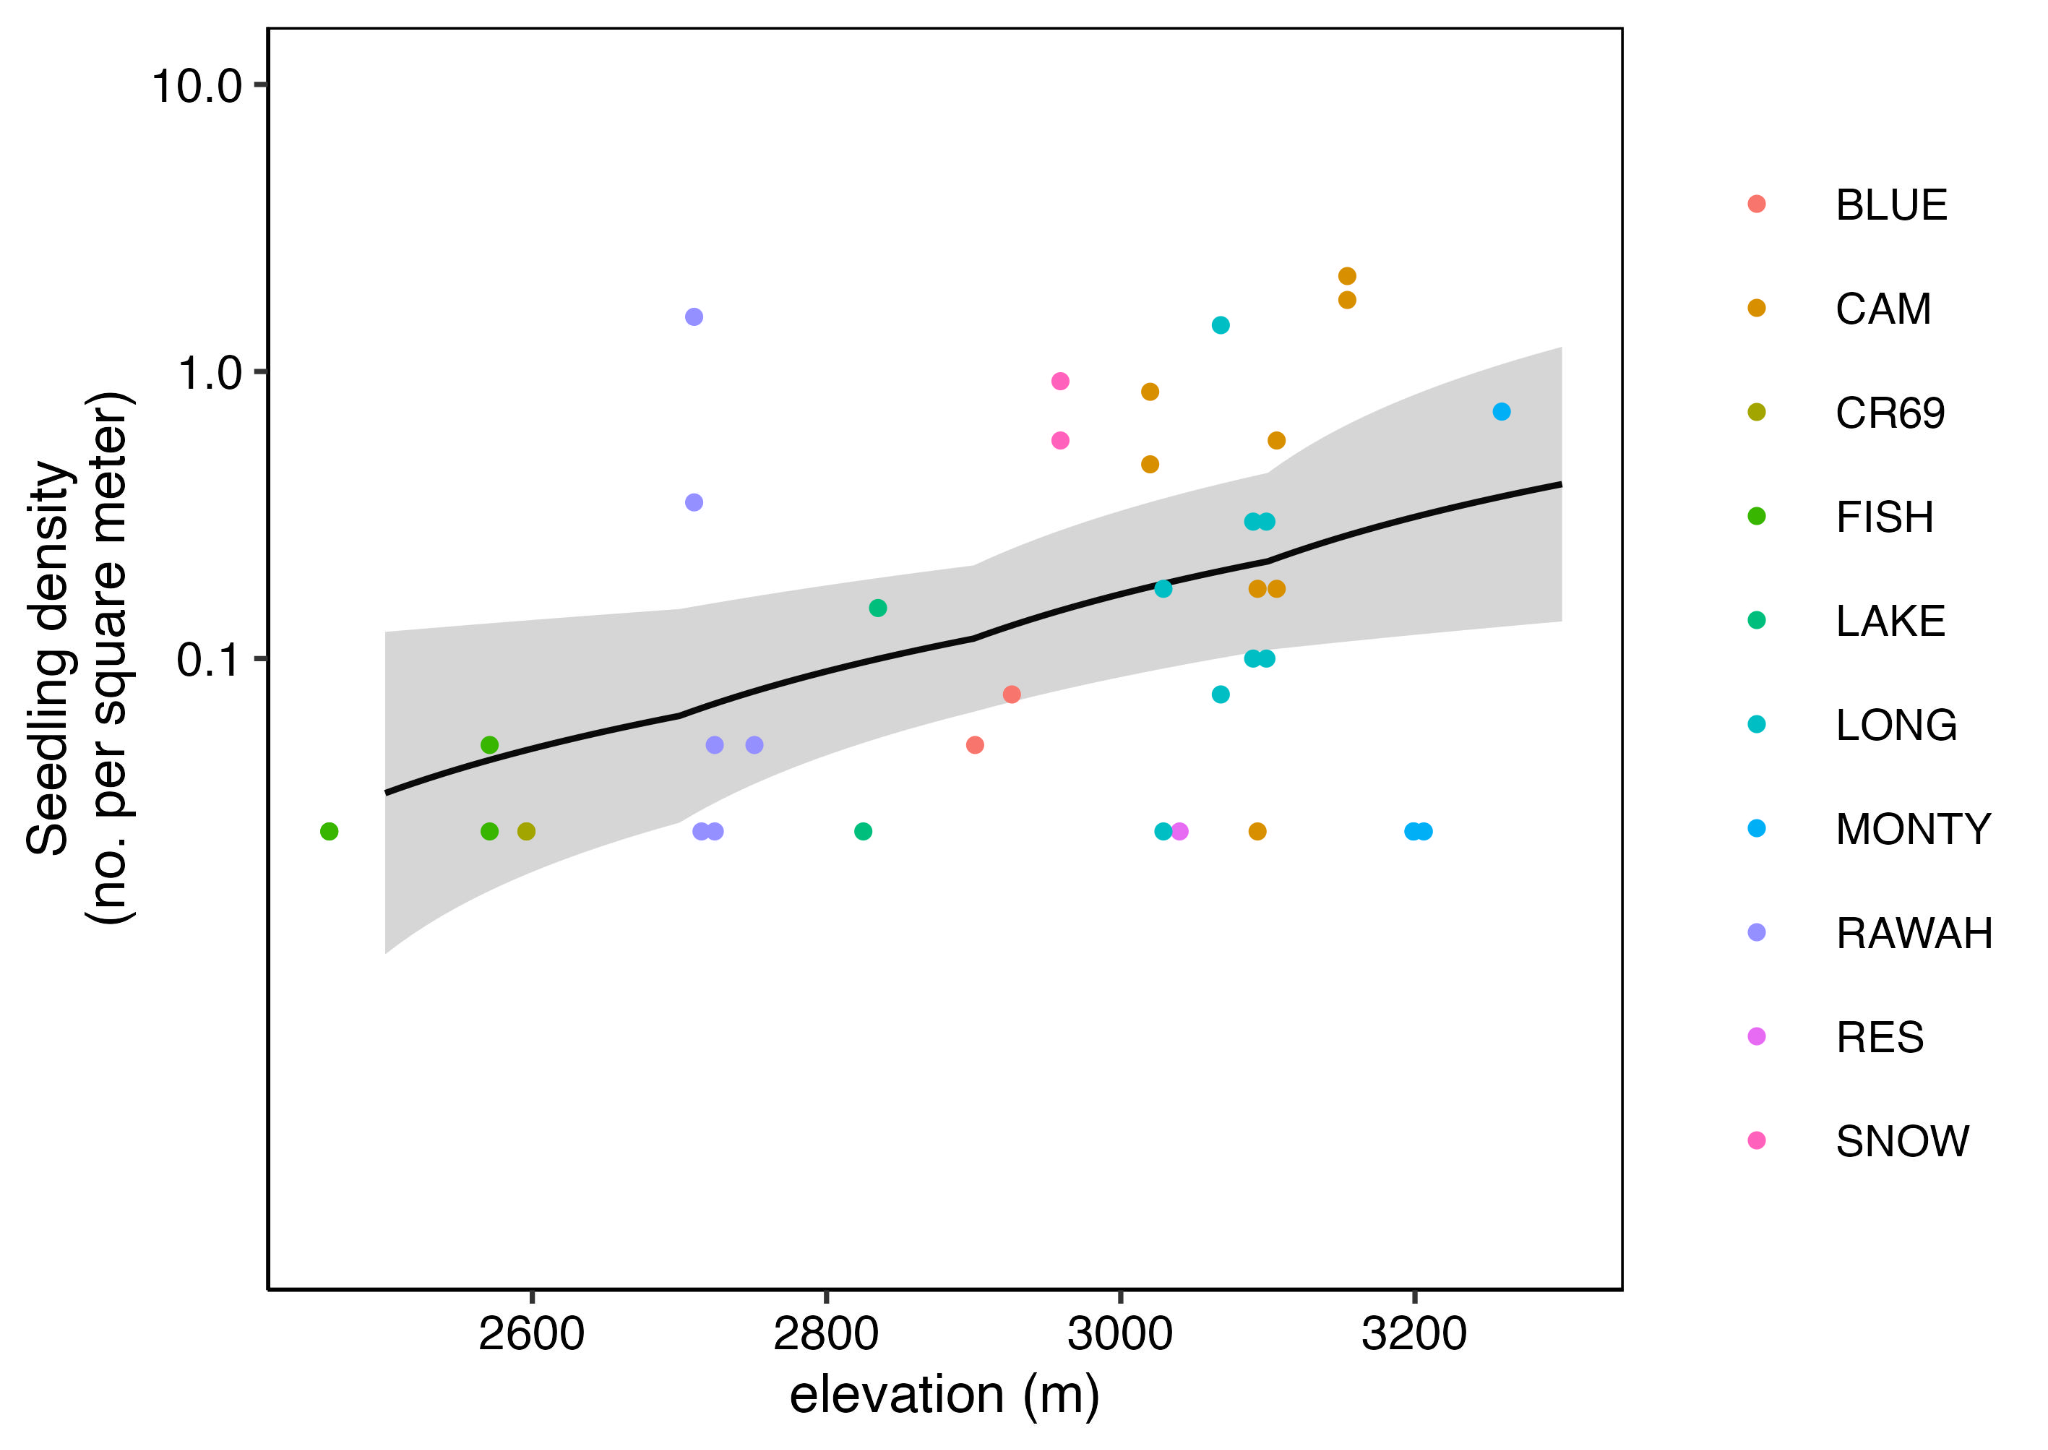 10.0
1.0
0.1
Seedling density
(no. per square meter)
2600
2800
3000
3200
elevation (m)
BLUE
CAM
CR69
FISH
LAKE
LONG
MONTY
RAWAH
RES
SNOW